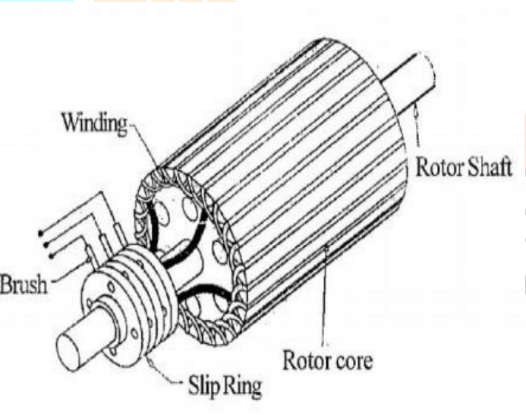 Winding
Rotor Shaft
Brush
Rotor core
Slip Ring